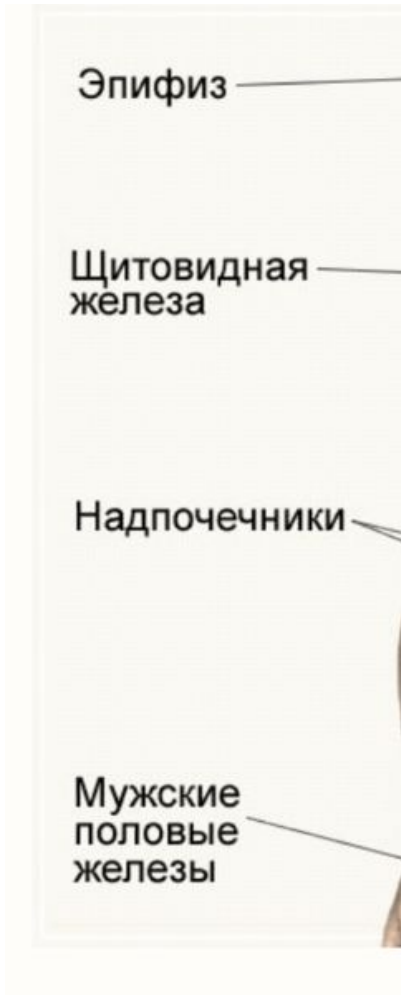 Эпифиз
Щитовидная
железа
Надпочечники
Мужские
половые
железы